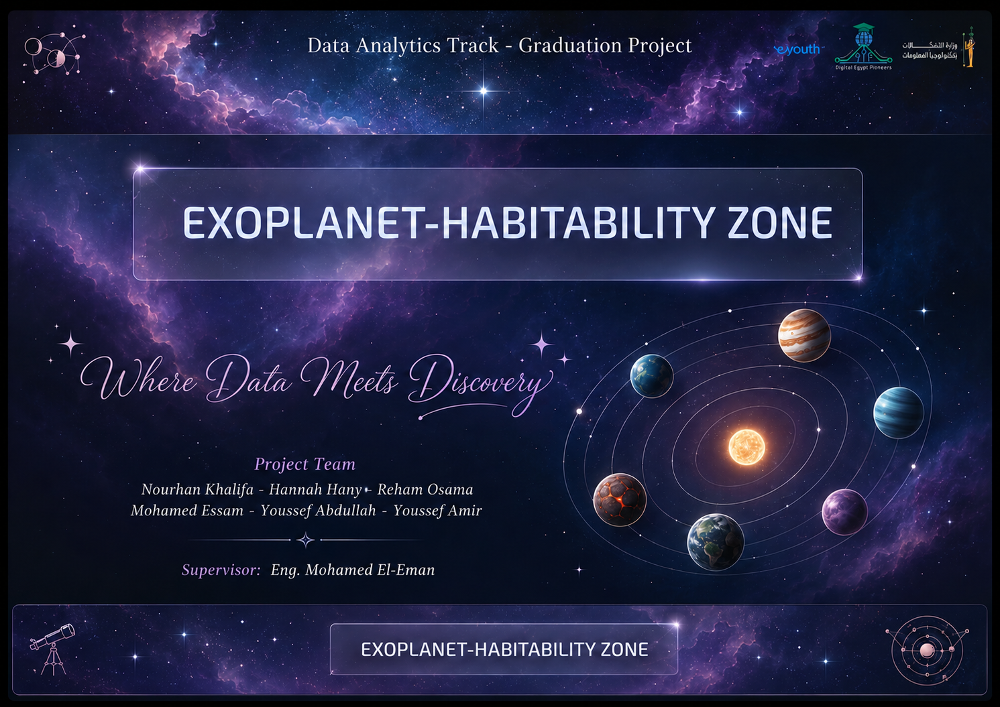 Data Analytics Track - Graduation Project
eyouth
Digital Egypt Pioneers
وزارة الاتصالات
وتكنولوجيا المعلومات
EXOPLANET-HABITABILITY ZONE
Where Data Meets Discovery
Project Team
Nourhan Khalifa - Hannah Hany - Reham Osama
Mohamed Essam - Youssef Abdullah - Youssef Amir
Supervisor: Eng. Mohamed El-Eman
EXOPLANET-HABITABILITY ZONE